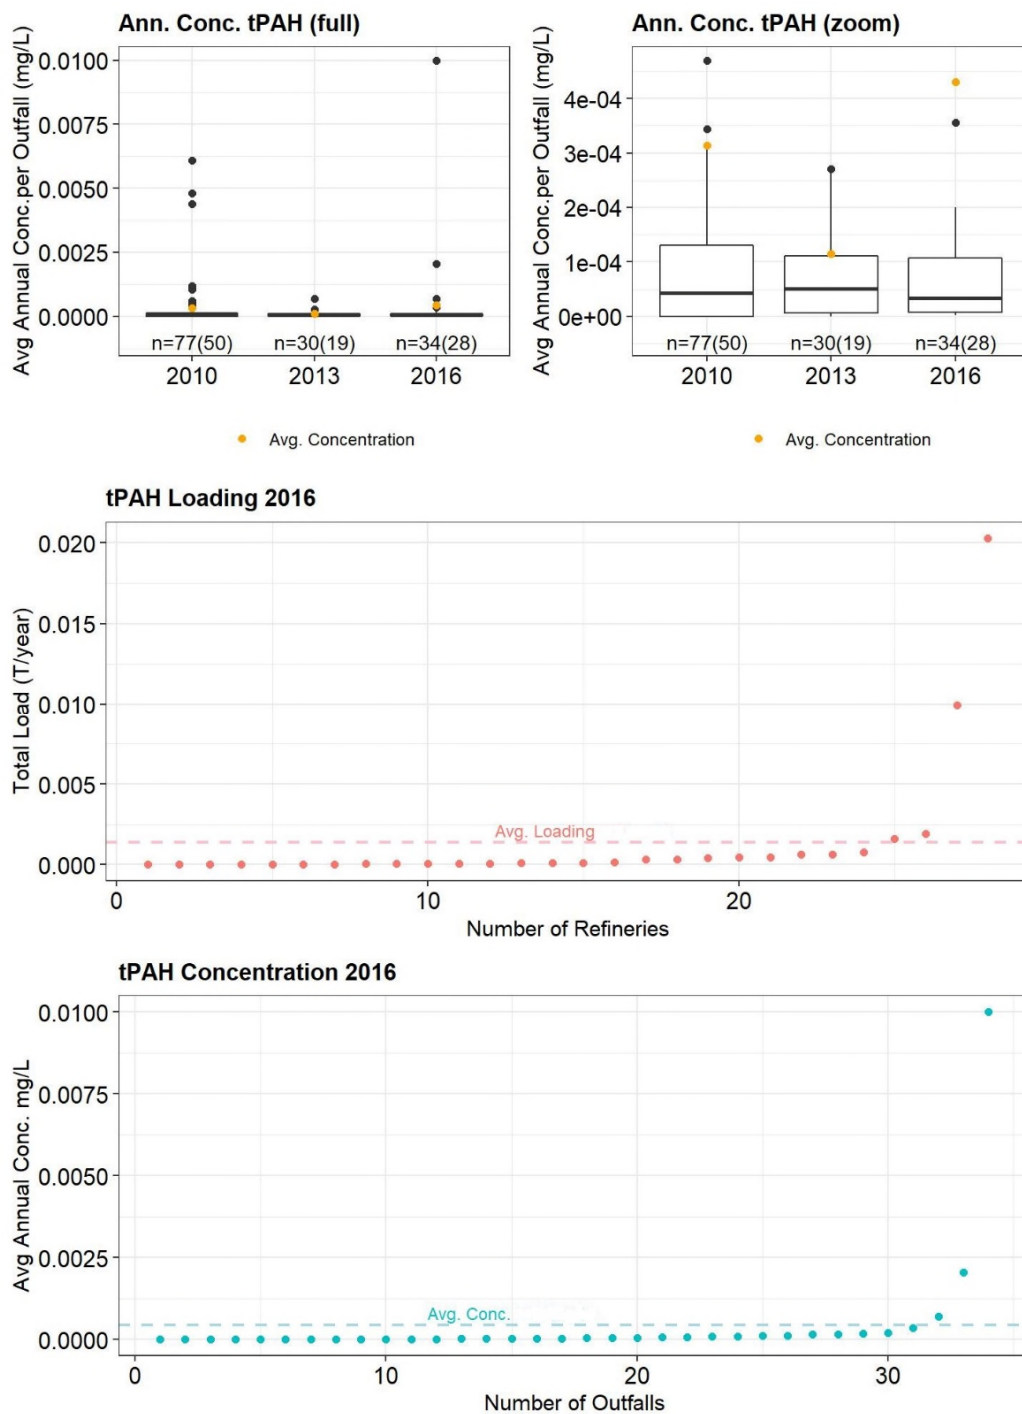 Ann. Conc. tPAH (full)
Avg Annual Conc.per Outfall (mg/L)
0.0100
0.0075
0.0050
0.0025
0.0000
n=77(50) n=30(19) n=34(28)
2010 2013 2016
Avg. Concentration
Ann. Conc. tPAH (zoom)
Avg Annual Conc.per Outfall (mg/L)
4e-04
3e-04
2e-04
1e-04
0e+00
n=77(50) n=30(19) n=34(28)
2010 2013 2016
Avg. Concentration
tPAH Loading 2016
Total Load (T/year)
0.020
0.015
0.010
0.005
0.000
Avg. Loading
0 10 20
Number of Refineries
tPAH Concentration 2016
Avg Annual Conc. mg/L
0.0100
0.0075
0.0050
0.0025
0.0000
Avg. Conc.
0 10 20 30
Number of Outfalls